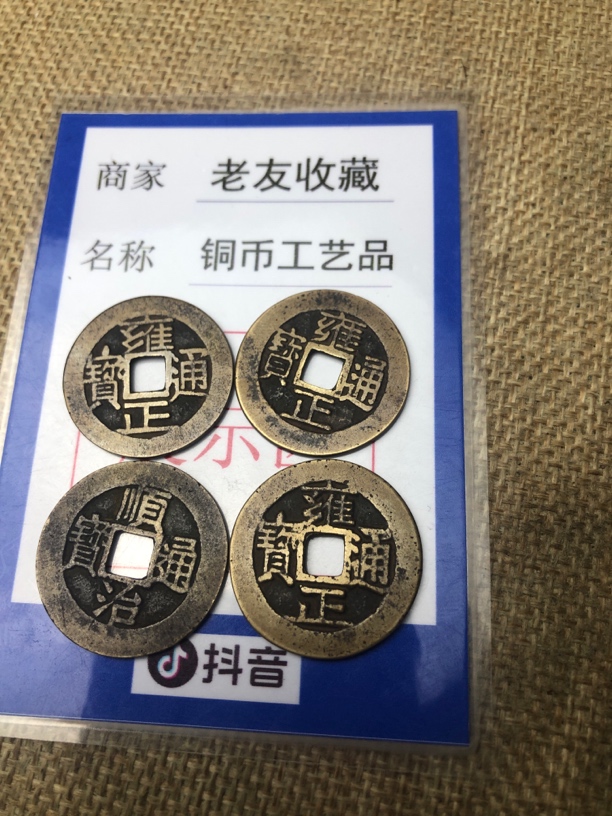 商家 老友收藏
名称 铜币工艺品
雍正通寶
雍正通寶
示
順治通寶
雍正通寶
抖音